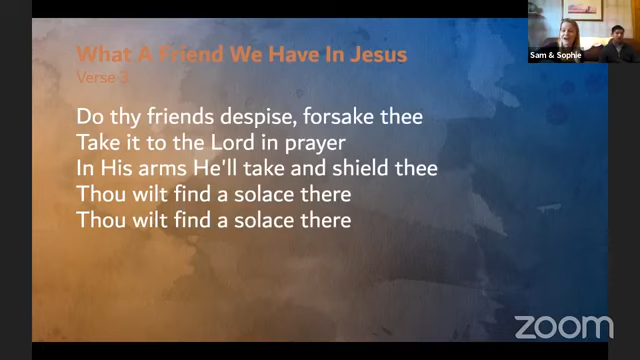 What A Friend We Have In Jesus
Verse 3
Do thy friends despise, forsake thee
Take it to the Lord in prayer
In His arms He'll take and shield thee
Thou wilt find a solace there
Thou wilt find a solace there
Sam & Sophie
zoom